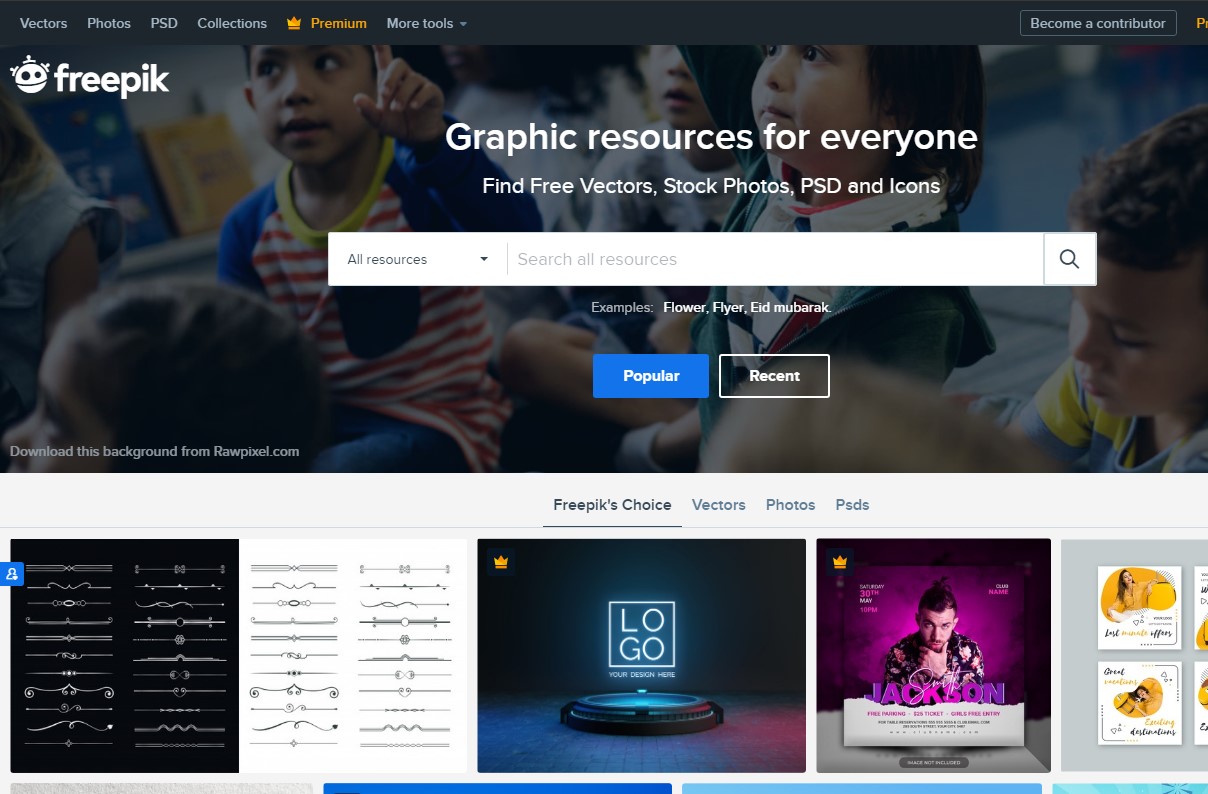 Vectors Photos PSD Collections Premium More tools Become a contributor
freepik
Graphic resources for everyone
Find Free Vectors, Stock Photos, PSD and Icons
All resources Search all resources
Examples: Flower, Flyer, Eid mubarak.
Popular Recent
Download this background from Rawpixel.com
Freepik's Choice Vectors Photos Psds
LO
GO
YOUR DESIGN HERE
SATURDAY
30TH
MAY
10PM
CLUB
NAME
Smith
JACKSON
FREE PARKING - $25 TICKET - GIRLS FREE ENTRY
IMAGE NOT INCLUDED
Last minute offers
Great
vacations
Exciting
destinations